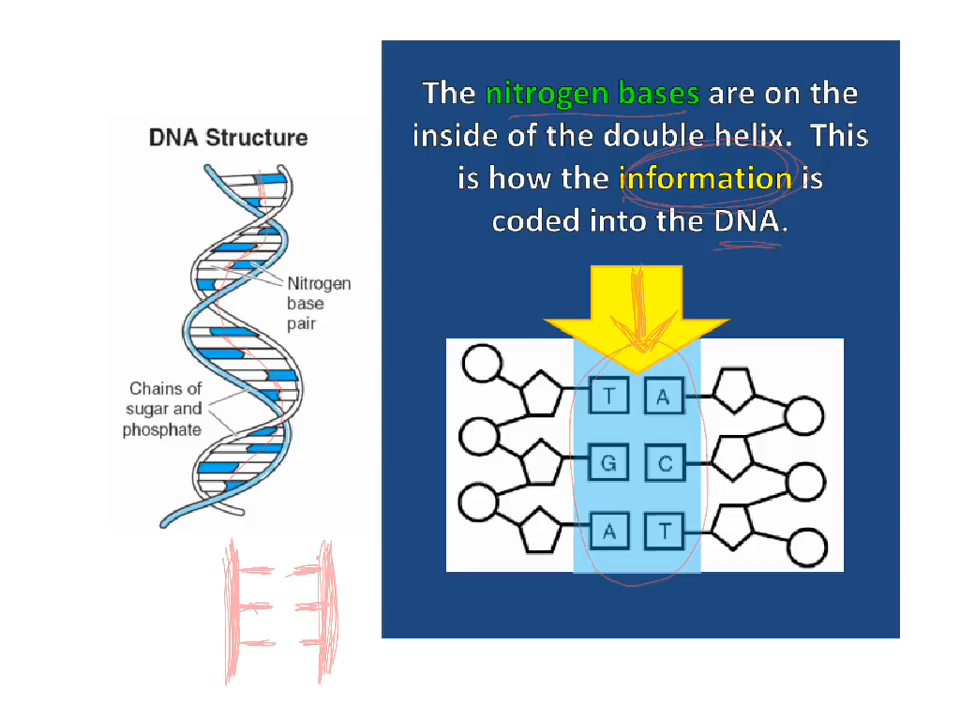 The nitrogen bases are on the
inside of the double helix. This
is how the information is
coded into the DNA.
DNA Structure
Nitrogen
base
pair
Chains of
sugar and
phosphate
T A
G C
A T